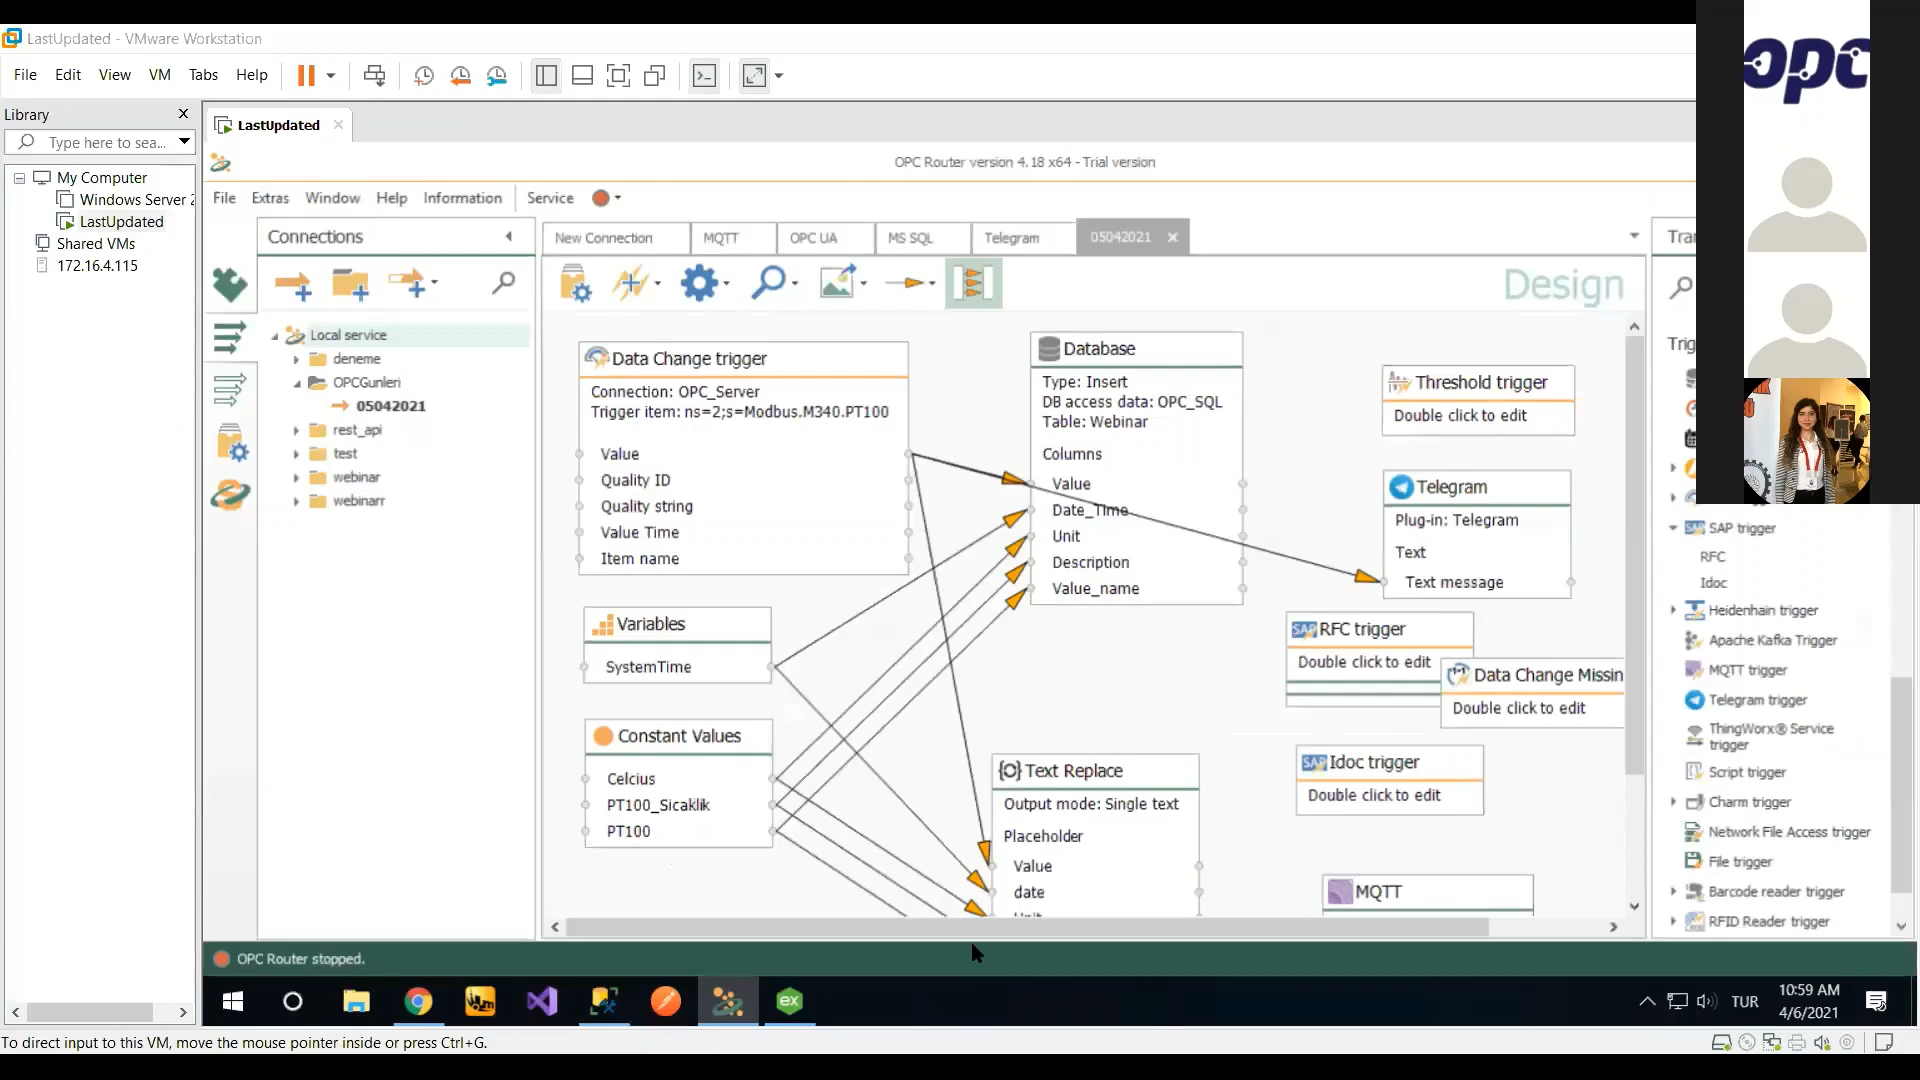 LastUpdated - VMware Workstation
File Edit View VM Tabs Help
Library
Type here to sea...
My Computer
Windows Server 2
LastUpdated
Shared VMs
172.16.4.115
LastUpdated
OPC Router version 4.18 x64 - Trial version
File Extras Window Help Information Service
Connections
Local service
deneme
OPCGunleri
05042021
rest_api
test
webinar
webinarr
New Connection MQTT OPC UA MS SQL Telegram 05042021
Design
Data Change trigger
Connection: OPC_Server
Trigger item: ns=2;s=Modbus.M340.PT100
Value
Quality ID
Quality string
Value Time
Item name
Variables
SystemTime
Constant Values
Celcius
PT100_Sicaklik
PT100
Database
Type: Insert
DB access data: OPC_SQL
Table: Webinar
Columns
Value
Date_Time
Unit
Description
Value_name
Text Replace
Output mode: Single text
Placeholder
Value
date
Threshold trigger
Double click to edit
Telegram
Plug-in: Telegram
Text
Text message
SAP RFC trigger
Double click to edit
Data Change Missin
Double click to edit
SAP Idoc trigger
Double click to edit
MQTT
Tra
Trig
SAP trigger
RFC
Idoc
Heidenhain trigger
Apache Kafka Trigger
MQTT trigger
Telegram trigger
ThingWorx® Service
trigger
Script trigger
Charm trigger
Network File Access trigger
File trigger
Barcode reader trigger
RFID Reader trigger
opc
OPC Router stopped.
ex
TUR
10:59 AM
4/6/2021
To direct input to this VM, move the mouse pointer inside or press Ctrl+G.